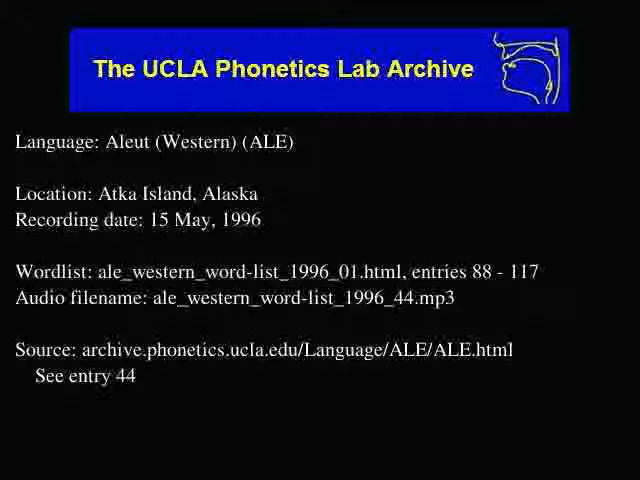 The UCLA Phonetics Lab Archive
Language: Aleut (Western) (ALE)
Location: Atka Island, Alaska
Recording date: 15 May, 1996
Wordlist: ale_western_word-list_1996_01.html, entries 88 - 117
Audio filename: ale_western_word-list_1996_44.mp3
Source: archive.phonetics.ucla.edu/Language/ALE/ALE.html
See entry 44